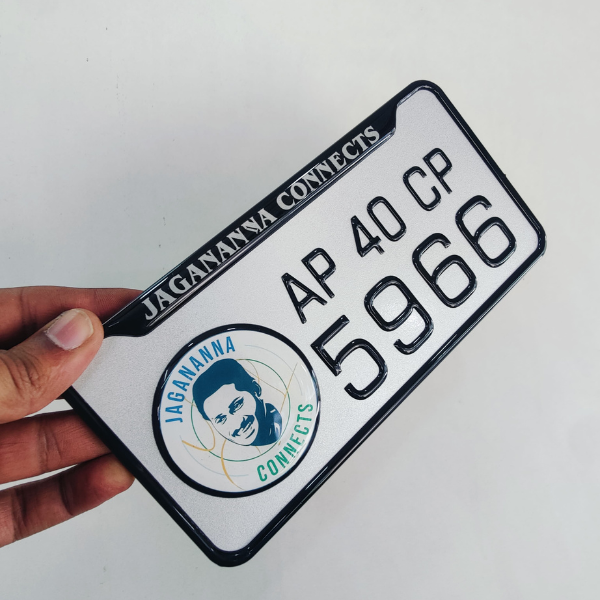 JAGANANNA CONNECTS
AP 40 CP
5966
JAGANANNA
CONNECTS